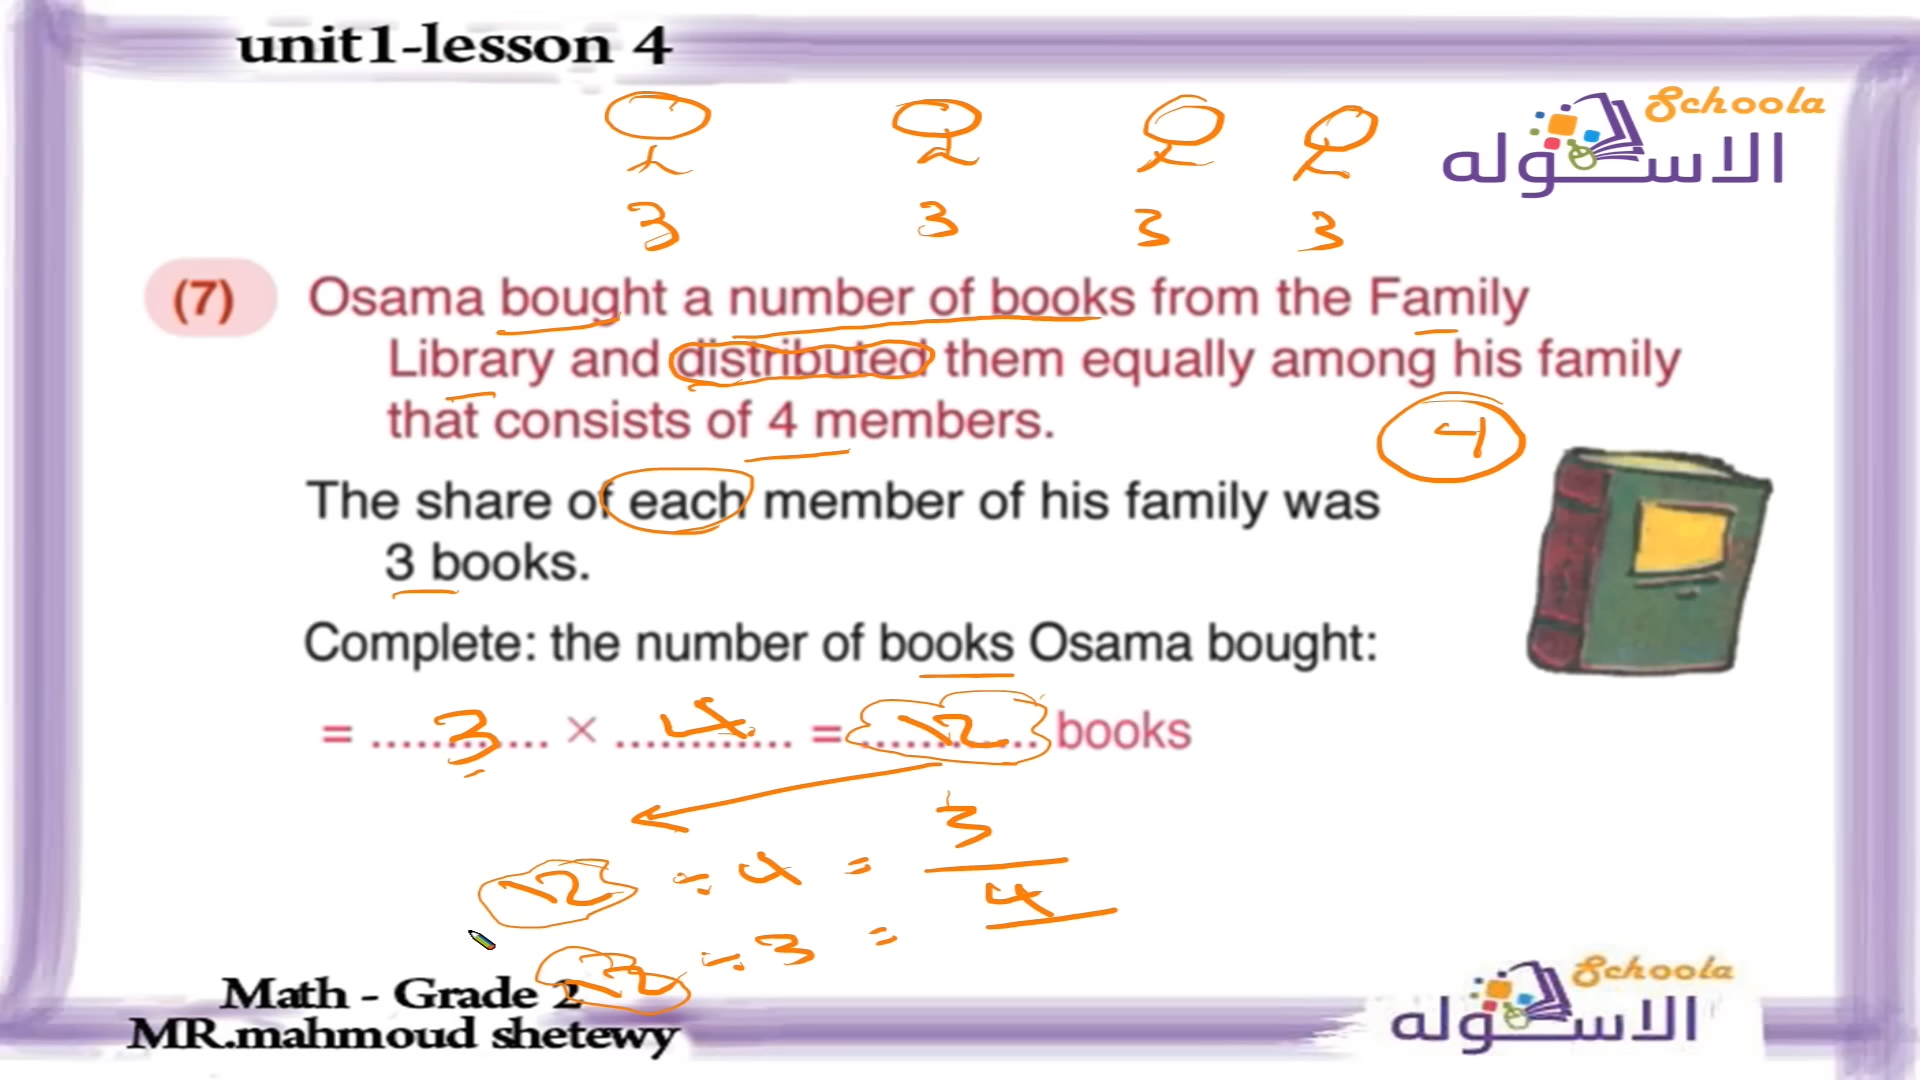 unit1-lesson 4
Schoola
الاسكوله
3 3 3 3
(7) Osama bought a number of books from the Family
Library and distributed them equally among his family
that consists of 4 members.
4
The share of each member of his family was
3 books.
Complete: the number of books Osama bought:
= ...3... × ...4... = ...12... books
12 ÷ 4 = 3
12 ÷ 3 = 4
Math - Grade 2
MR.mahmoud shetewy
Schoola
الاسكوله